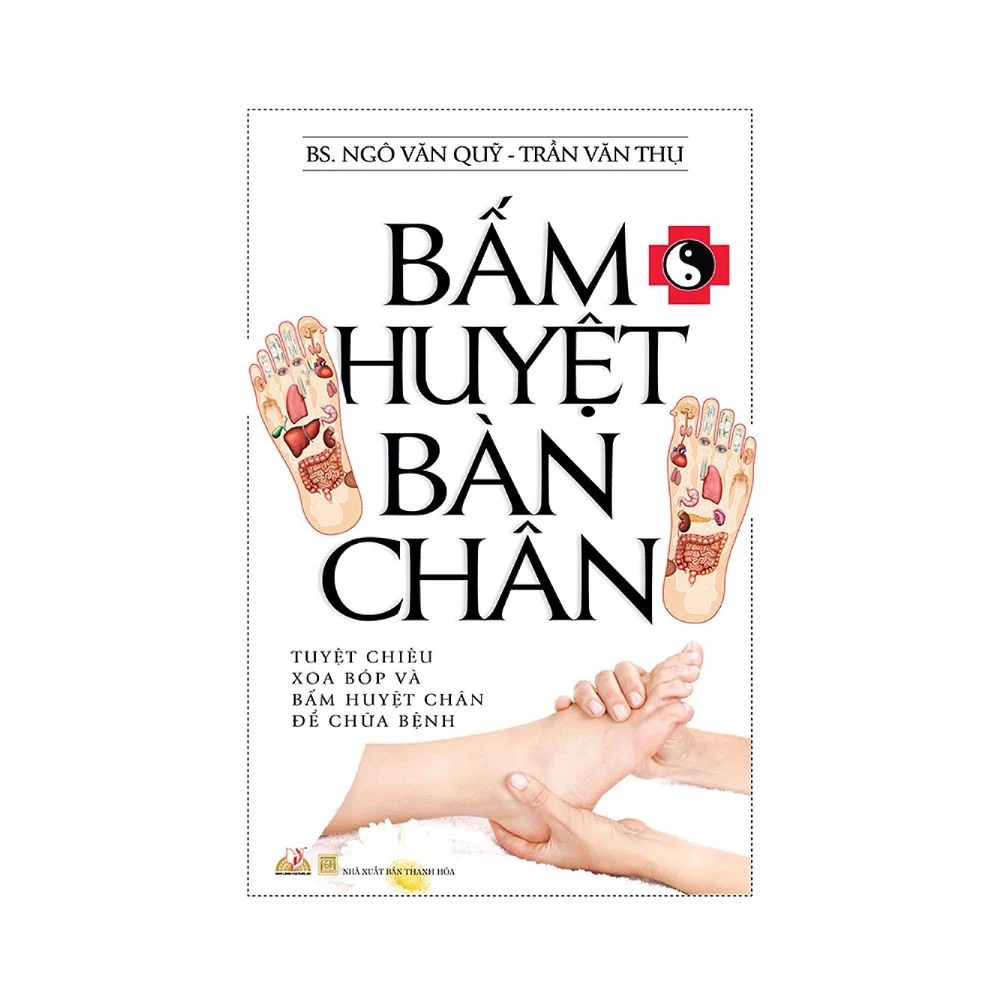 BS. NGÔ VĂN QUỸ - TRẦN VĂN THỤ
BẤM
HUYỆT
BÀN
CHÂN
TUYỆT CHIÊU
XOA BÓP VÀ
BẤM HUYỆT CHÂN
ĐỂ CHỮA BỆNH
NHÀ XUẤT BẢN THANH HÓA